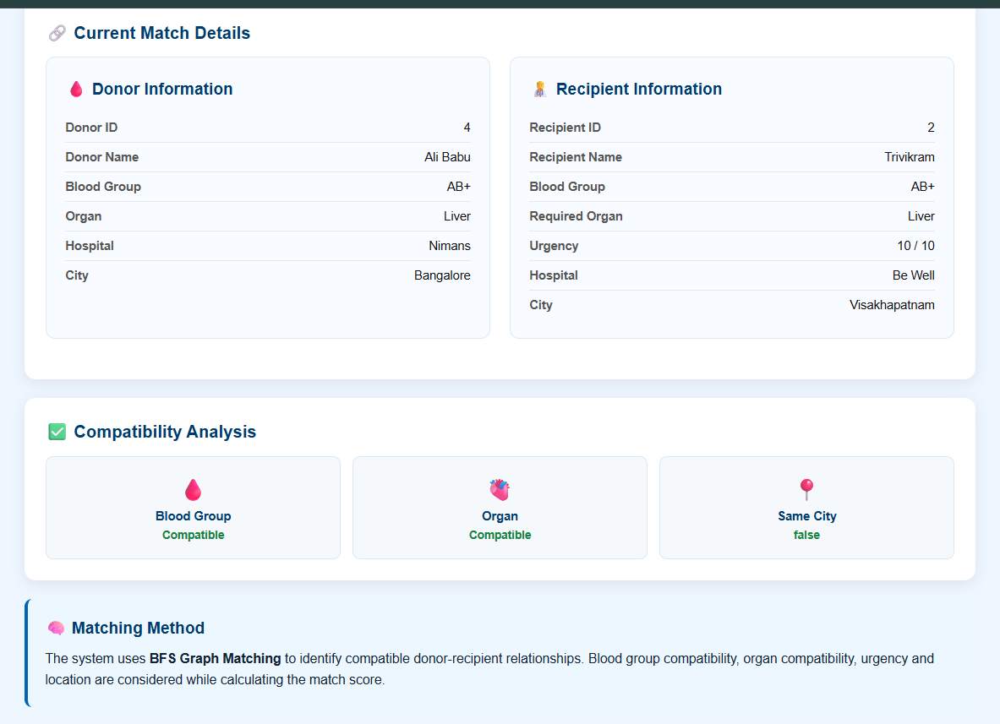 Current Match Details
Donor Information
Donor ID 4
Donor Name Ali Babu
Blood Group AB+
Organ Liver
Hospital Nimans
City Bangalore
Recipient Information
Recipient ID 2
Recipient Name Trivikram
Blood Group AB+
Required Organ Liver
Urgency 10 / 10
Hospital Be Well
City Visakhapatnam
Compatibility Analysis
Blood Group
Compatible
Organ
Compatible
Same City
false
Matching Method
The system uses BFS Graph Matching to identify compatible donor-recipient relationships. Blood group compatibility, organ compatibility, urgency and
location are considered while calculating the match score.